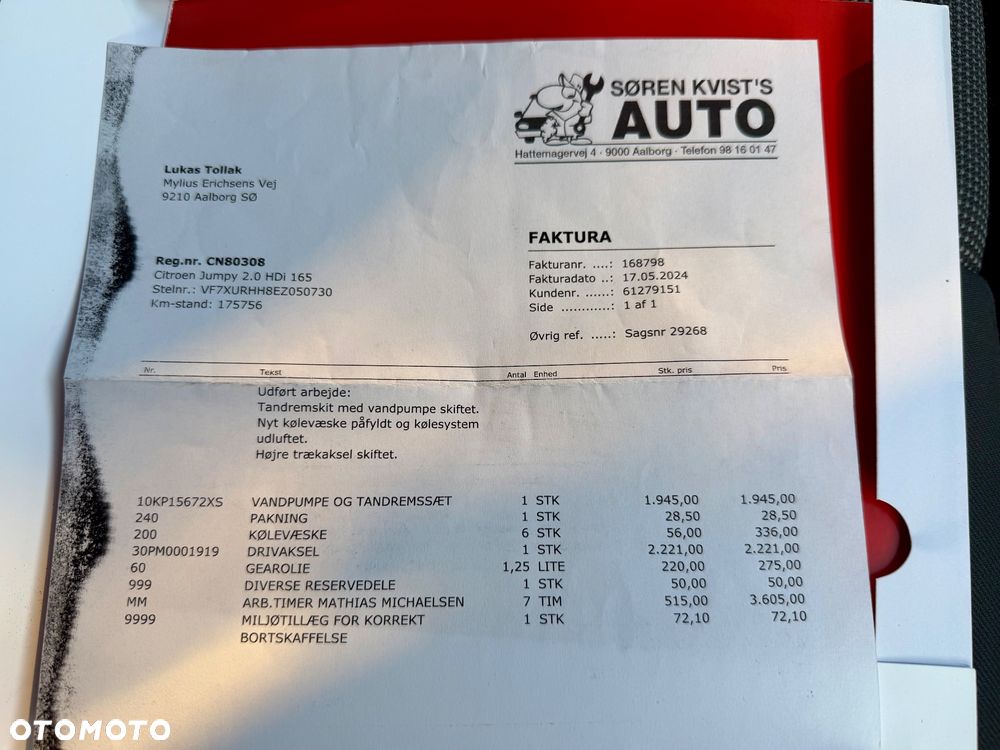 SØREN KVIST'S
AUTO
Hattemagervej 4 · 9000 Aalborg · Telefon 98 16 01 47
Lukas Tollak
Mylius Erichsens Vej
9210 Aalborg SØ
FAKTURA
Reg.nr. CN80308
Citroen Jumpy 2.0 HDi 165
Stelnr.: VF7XURHH8EZ050730
Km-stand: 175756
Fakturanr. ....: 168798
Fakturadato ..: 17.05.2024
Kundenr. ......: 61279151
Side ............: 1 af 1
Øvrig ref. .....: Sagsnr 29268
Nr. Tekst Antal Enhed Stk. pris Pris
Udført arbejde:
Tandremskit med vandpumpe skiftet.
Nyt kølevæske påfyldt og kølesystem
udluftet.
Højre trækaksel skiftet.
10KP15672XS VANDPUMPE OG TANDREMSSÆT 1 STK 1.945,00 1.945,00
240 PAKNING 1 STK 28,50 28,50
200 KØLEVÆSKE 6 STK 56,00 336,00
30PM0001919 DRIVAKSEL 1 STK 2.221,00 2.221,00
60 GEAROLIE 1,25 LITE 220,00 275,00
999 DIVERSE RESERVEDELE 1 STK 50,00 50,00
MM ARB.TIMER MATHIAS MICHAELSEN 7 TIM 515,00 3.605,00
9999 MILJØTILLÆG FOR KORREKT 1 STK 72,10 72,10
BORTSKAFFELSE
OTOMOTO